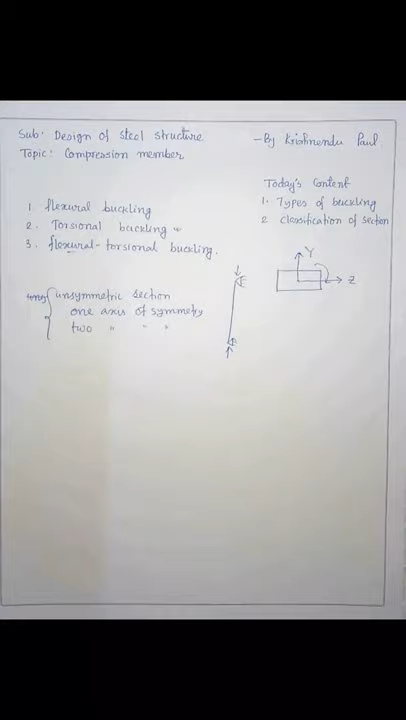 Sub: Design of steel structure
- By Krishnendu Paul
Topic: Compression member
Today's Content
1. Types of buckling
2 Classification of section
1. flexural buckling
2. Torsional buckling
3. flexural-torsional buckling.
Y
Z
unsymmetric section
one axis of symmetry
two " " "